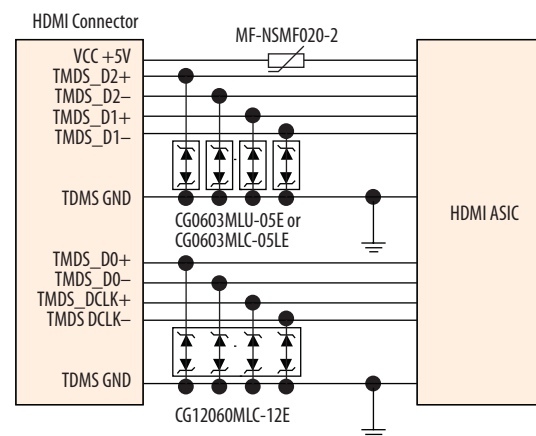 HDMI Connector
MF-NSMF020-2
VCC +5V
TMDS_D2+
TMDS_D2–
TMDS_D1+
TMDS_D1–
TDMS GND
CG0603MLU-05E or
CG0603MLC-05LE
HDMI ASIC
TMDS_D0+
TMDS_D0–
TMDS_DCLK+
TMDS DCLK–
TDMS GND
CG12060MLC-12E